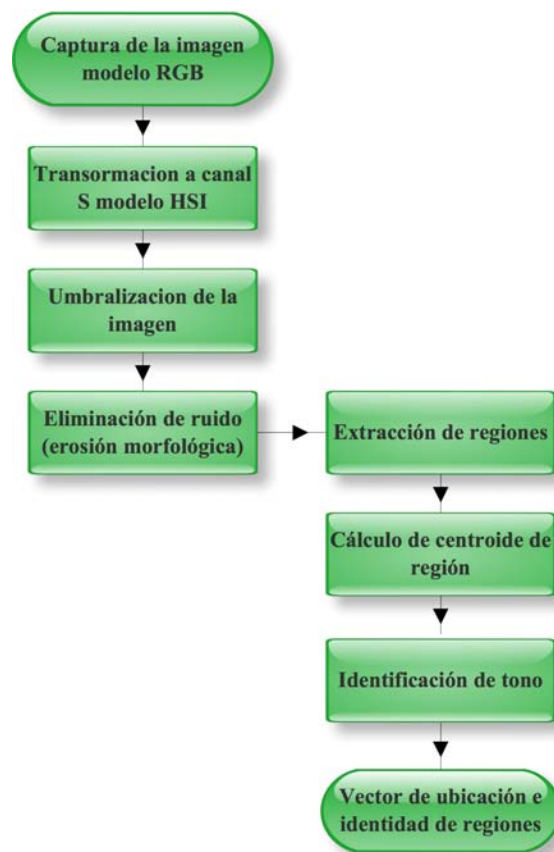 Captura de la imagen
modelo RGB
Transormacion a canal
S modelo HSI
Umbralizacion de la
imagen
Eliminación de ruido
(erosión morfológica)
Extracción de regiones
Cálculo de centroide de
región
Identificación de tono
Vector de ubicación e
identidad de regiones